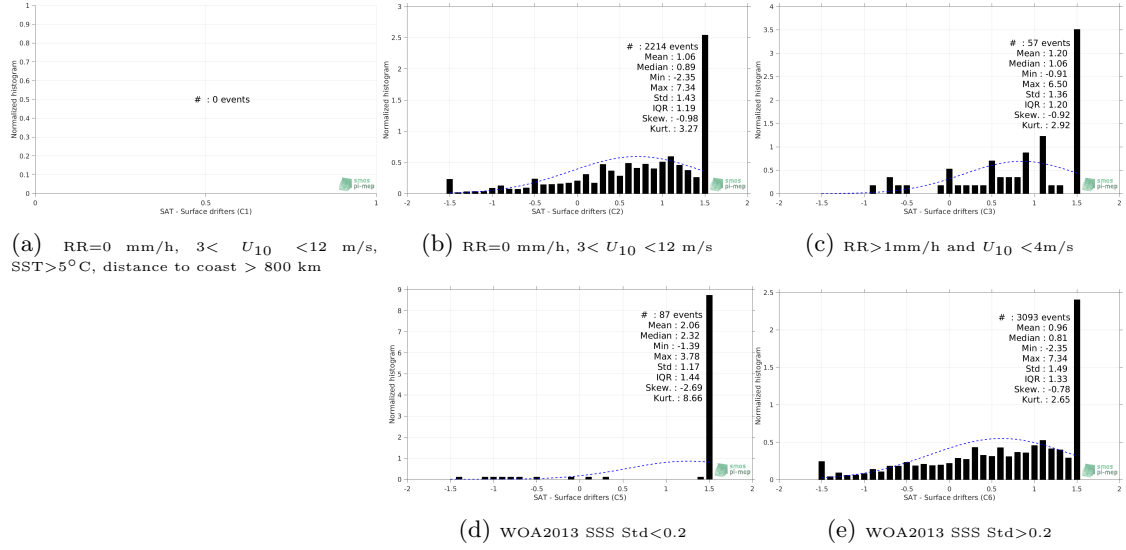 1
0.9
0.8
0.7
0.6
0.5
0.4
0.3
0.2
0.1
0
Normalized histogram
# : 0 events
smos
pi-mep
0 0.5 1
SAT - Surface drifters (C1)
(a) RR=0 mm/h, 3< U10 <12 m/s,
SST>5°C, distance to coast > 800 km
3
2.5
2
1.5
1
0.5
0
Normalized histogram
# : 2214 events
Mean : 1.06
Median : 0.89
Min : -2.35
Max : 7.34
Std : 1.43
IQR : 1.19
Skew. : -0.98
Kurt. : 3.27
smos
pi-mep
-2 -1.5 -1 -0.5 0 0.5 1 1.5 2
SAT - Surface drifters (C2)
(b) RR=0 mm/h, 3< U10 <12 m/s
4
3.5
3
2.5
2
1.5
1
0.5
0
Normalized histogram
# : 57 events
Mean : 1.20
Median : 1.06
Min : -0.91
Max : 6.50
Std : 1.36
IQR : 1.20
Skew. : -0.92
Kurt. : 2.92
smos
pi-mep
-2 -1.5 -1 -0.5 0 0.5 1 1.5 2
SAT - Surface drifters (C3)
(c) RR>1mm/h and U10 <4m/s
9
8
7
6
5
4
3
2
1
0
Normalized histogram
# : 87 events
Mean : 2.06
Median : 2.32
Min : -1.39
Max : 3.78
Std : 1.17
IQR : 1.44
Skew. : -2.69
Kurt. : 8.66
smos
pi-mep
-2 -1.5 -1 -0.5 0 0.5 1 1.5 2
SAT - Surface drifters (C5)
(d) WOA2013 SSS Std<0.2
2.5
2
1.5
1
0.5
0
Normalized histogram
# : 3093 events
Mean : 0.96
Median : 0.81
Min : -2.35
Max : 7.34
Std : 1.49
IQR : 1.33
Skew. : -0.78
Kurt. : 2.65
smos
pi-mep
-2 -1.5 -1 -0.5 0 0.5 1 1.5 2
SAT - Surface drifters (C6)
(e) WOA2013 SSS Std>0.2